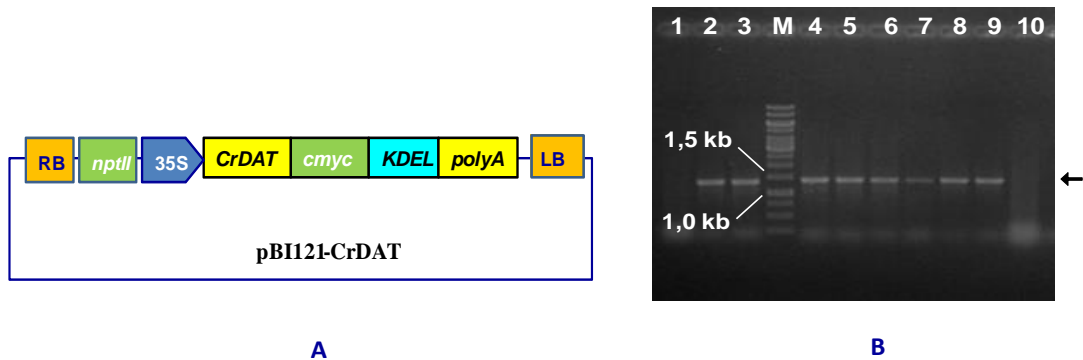 RB nptII 35S CrDAT cmyc KDEL polyA LB
pBI121-CrDAT
A
1 2 3 M 4 5 6 7 8 9 10
1,5 kb
1,0 kb
B